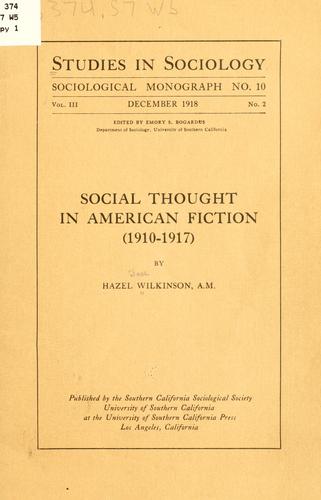 374
7 W5
py 1
374.37 W5
STUDIES IN SOCIOLOGY
SOCIOLOGICAL MONOGRAPH NO. 10
VOL. III DECEMBER 1918 No. 2
EDITED BY EMORY S. BOGARDUS
Department of Sociology, University of Southern California
SOCIAL THOUGHT
IN AMERICAN FICTION
(1910-1917)
BY
HAZEL WILKINSON, A.M.
Published by the Southern California Sociological Society
University of Southern California
at the University of Southern California Press
Los Angeles, California